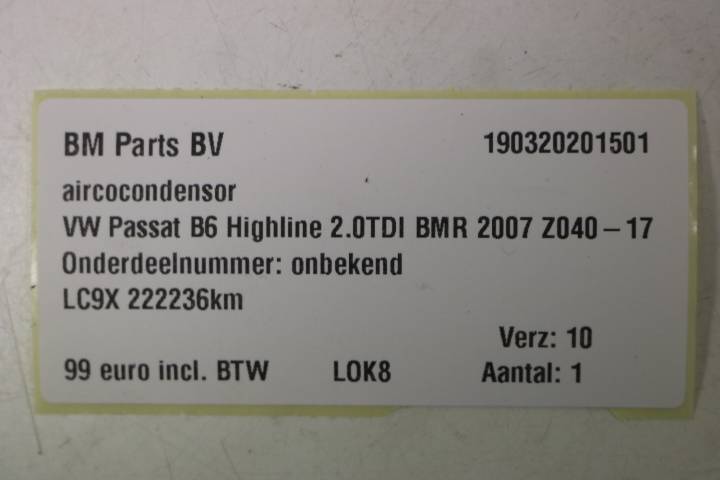 BM Parts BV 190320201501
aircocondensor
VW Passat B6 Highline 2.0TDI BMR 2007 Z040-17
Onderdeelnummer: onbekend
LC9X 222236km
Verz: 10
99 euro incl. BTW LOK8 Aantal: 1